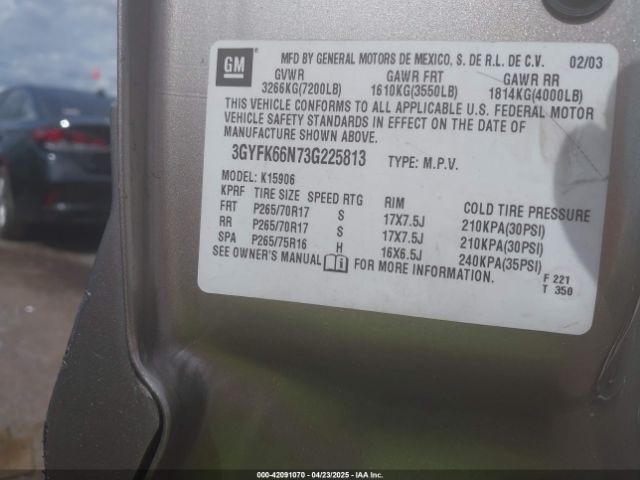 GM
MFD BY GENERAL MOTORS DE MEXICO, S. DE R.L. DE C.V. 02/03
GVWR GAWR FRT GAWR RR
3266KG(7200LB) 1610KG(3550LB) 1814KG(4000LB)
THIS VEHICLE CONFORMS TO ALL APPLICABLE U.S. FEDERAL MOTOR
VEHICLE SAFETY STANDARDS IN EFFECT ON THE DATE OF
MANUFACTURE SHOWN ABOVE.
3GYFK66N73G225813 TYPE: M.P.V.
MODEL: K15906
KPRF TIRE SIZE SPEED RTG RIM COLD TIRE PRESSURE
FRT P265/70R17 S 17X7.5J 210KPA(30PSI)
RR P265/70R17 S 17X7.5J 210KPA(30PSI)
SPA P265/75R16 H 16X6.5J 240KPA(35PSI)
SEE OWNER'S MANUAL i FOR MORE INFORMATION.
F 221
T 350
000-42091070 - 04/23/2025 - IAA Inc.